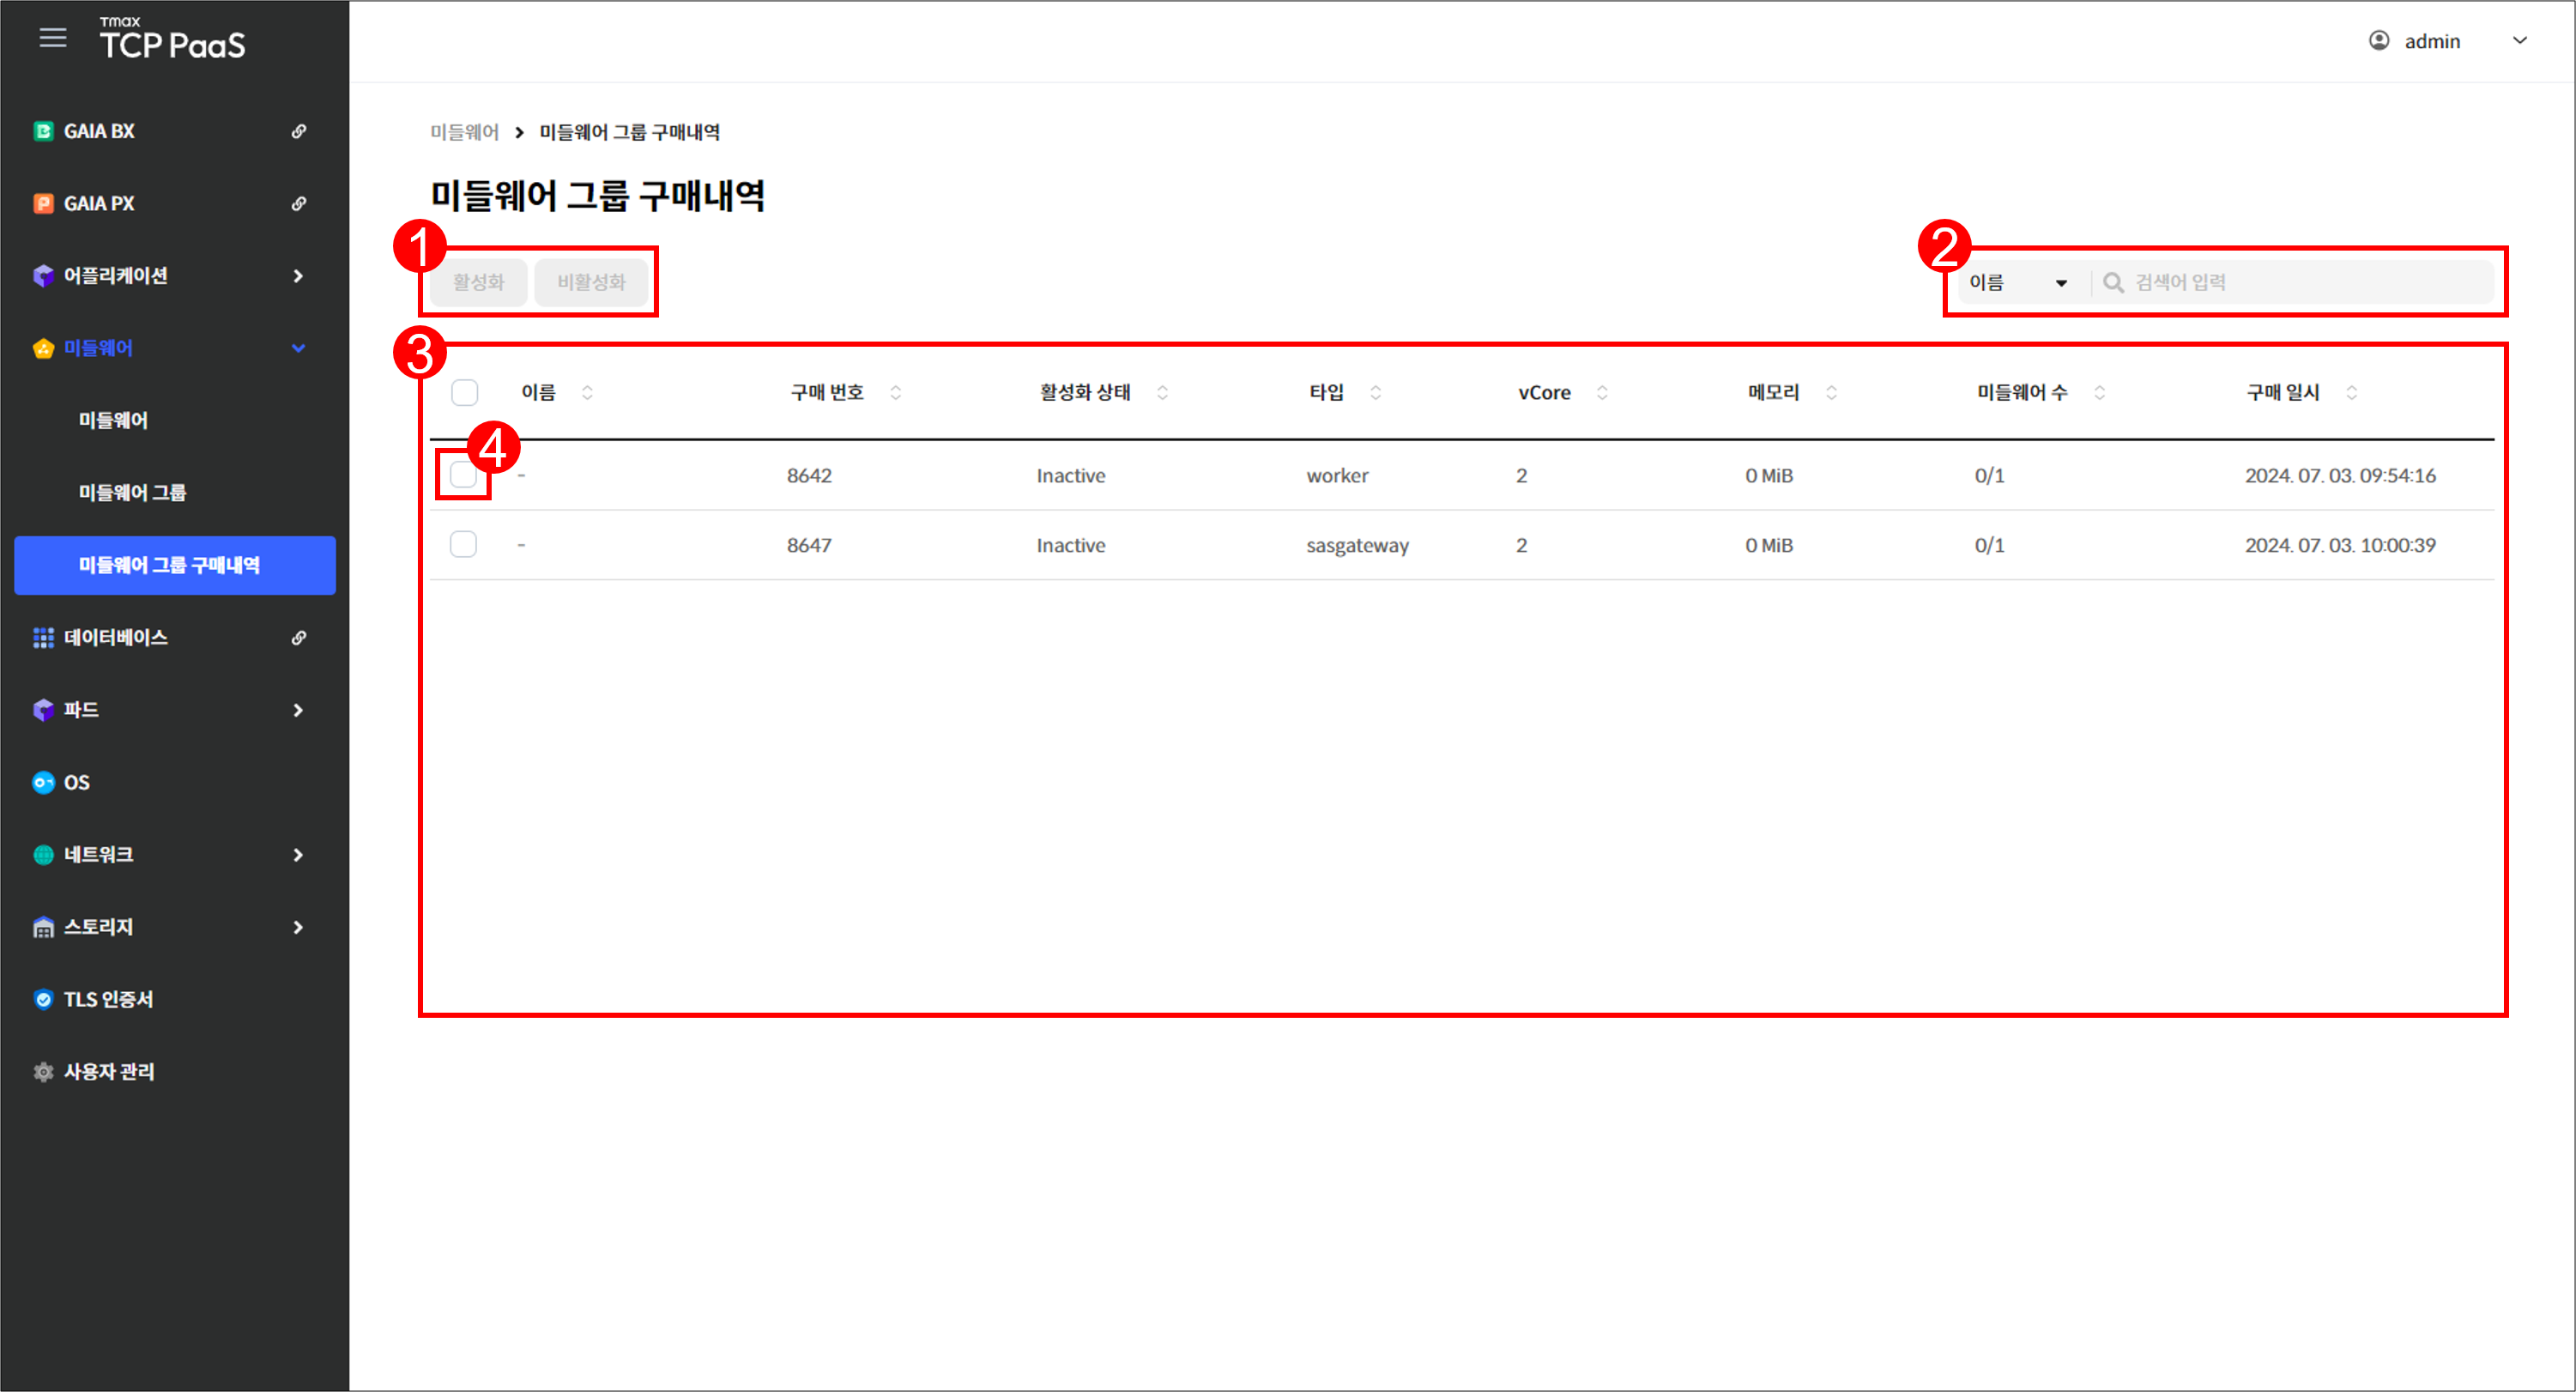 Tmax
TCP PaaS
admin
GAIA BX
GAIA PX
어플리케이션
미들웨어
미들웨어
미들웨어 그룹
미들웨어 그룹 구매내역
데이터베이스
파드
OS
네트워크
스토리지
TLS 인증서
사용자 관리
미들웨어 > 미들웨어 그룹 구매내역
미들웨어 그룹 구매내역
1
활성화 비활성화
2
이름 검색어 입력
3
이름 구매 번호 활성화 상태 타입 vCore 메모리 미들웨어 수 구매 일시
4
- 8642 Inactive worker 2 0 MiB 0/1 2024. 07. 03. 09:54:16
- 8647 Inactive sasgateway 2 0 MiB 0/1 2024. 07. 03. 10:00:39